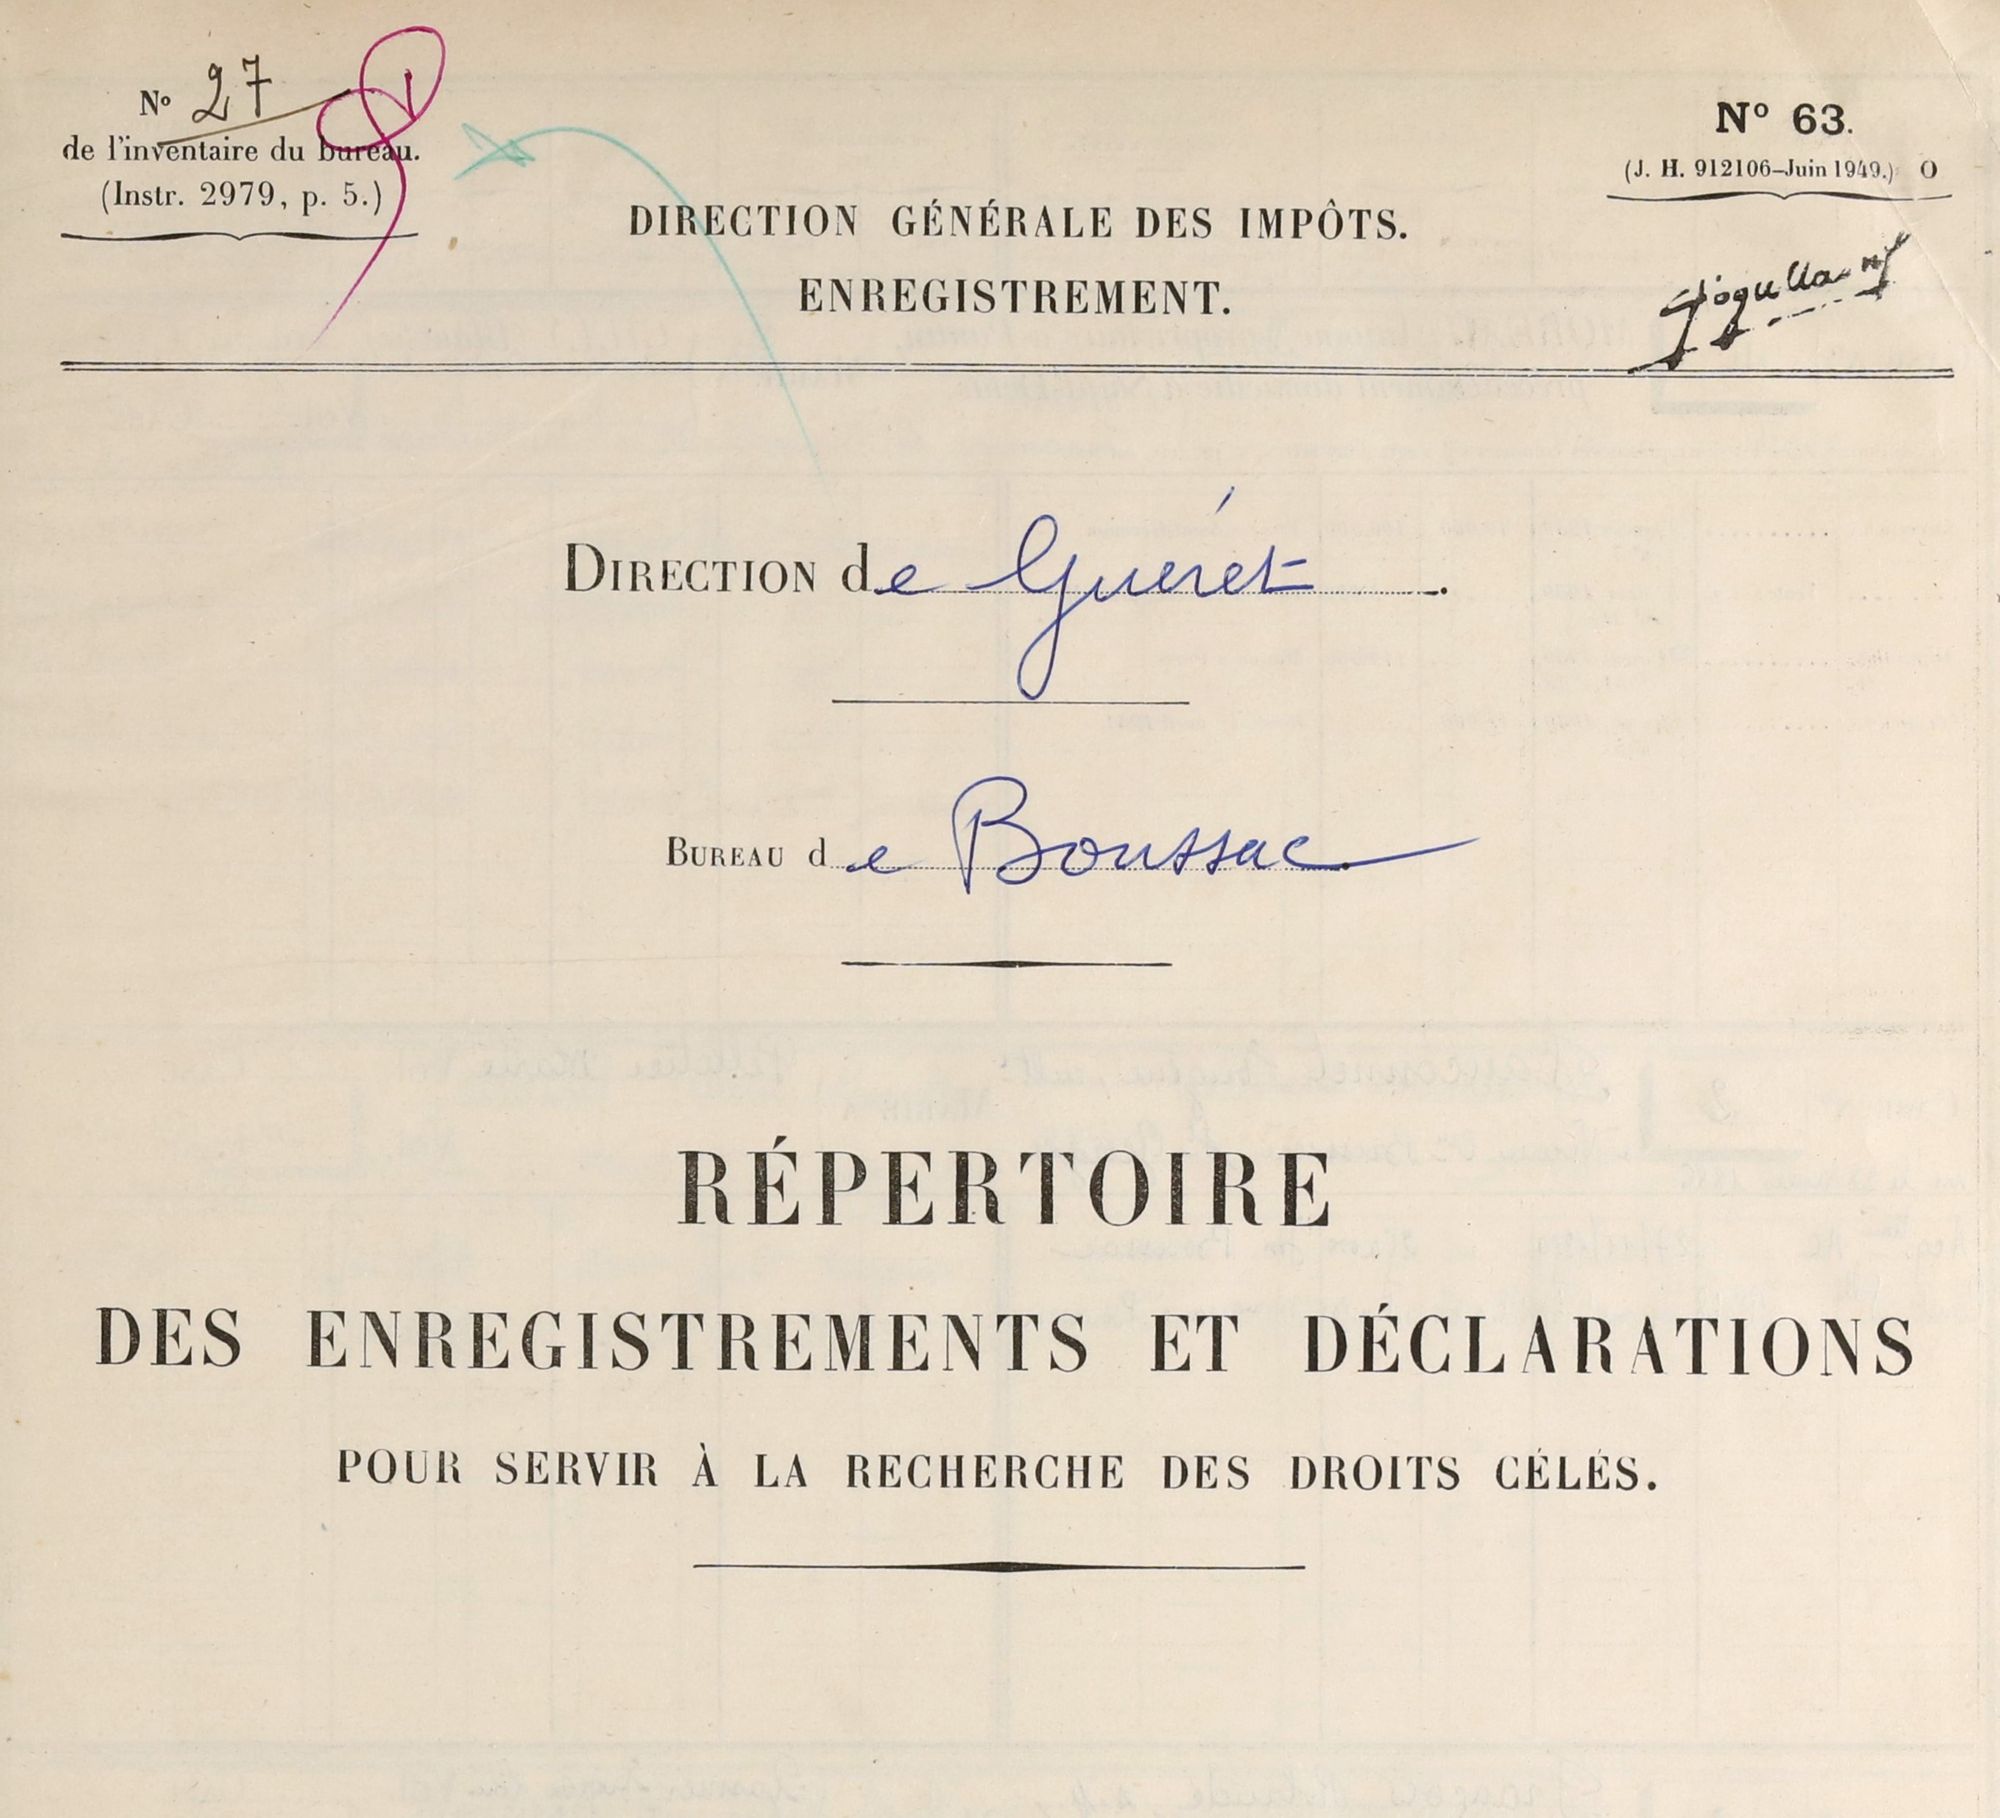 N° 27
de l'inventaire du bureau.
(Instr. 2979, p. 5.)
N° 63.
(J. H. 912106-Juin 1949.) O
DIRECTION GÉNÉRALE DES IMPÔTS.
ENREGISTREMENT.
DIRECTION de Guéret.
BUREAU de Boussac.
RÉPERTOIRE
DES ENREGISTREMENTS ET DÉCLARATIONS
POUR SERVIR À LA RECHERCHE DES DROITS CÉLÉS.